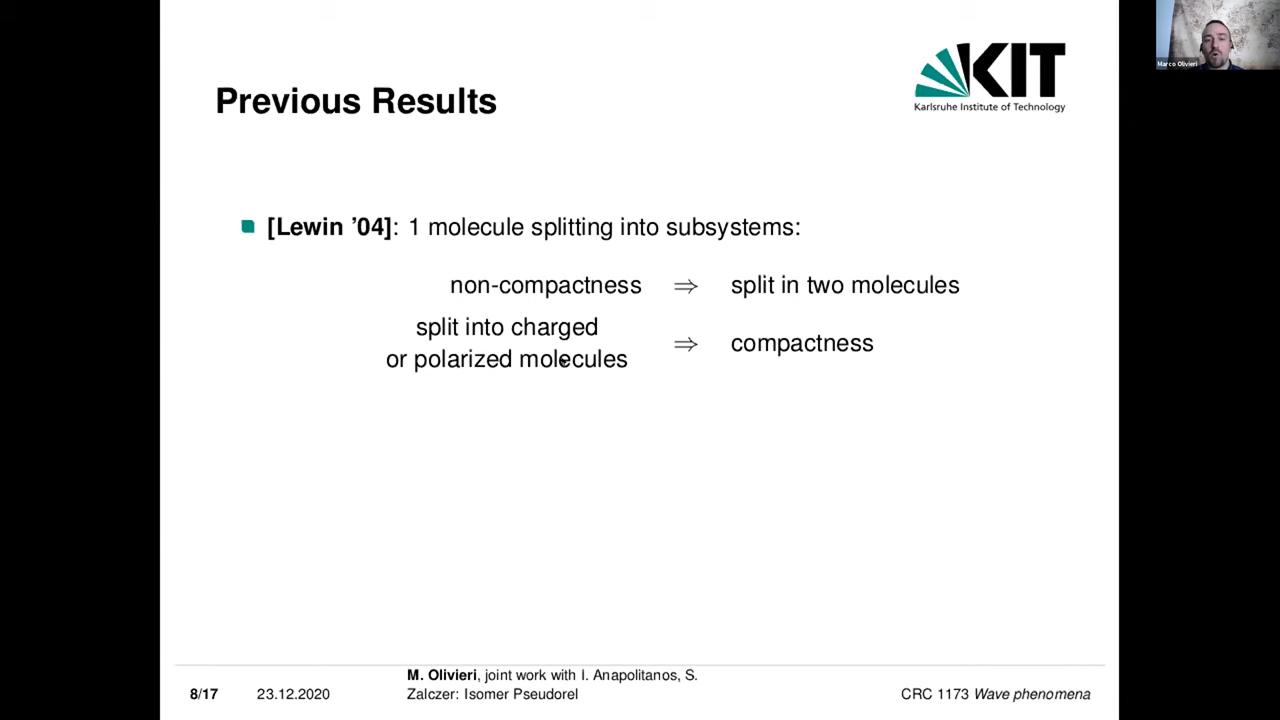 KIT
Karlsruhe Institute of Technology
Marco Olivieri
Previous Results
[Lewin ’04]: 1 molecule splitting into subsystems:
non-compactness ⇒ split in two molecules
split into charged
or polarized molecules ⇒ compactness
M. Olivieri, joint work with I. Anapolitanos, S.
8/17 23.12.2020 Zalczer: Isomer Pseudorel CRC 1173 Wave phenomena